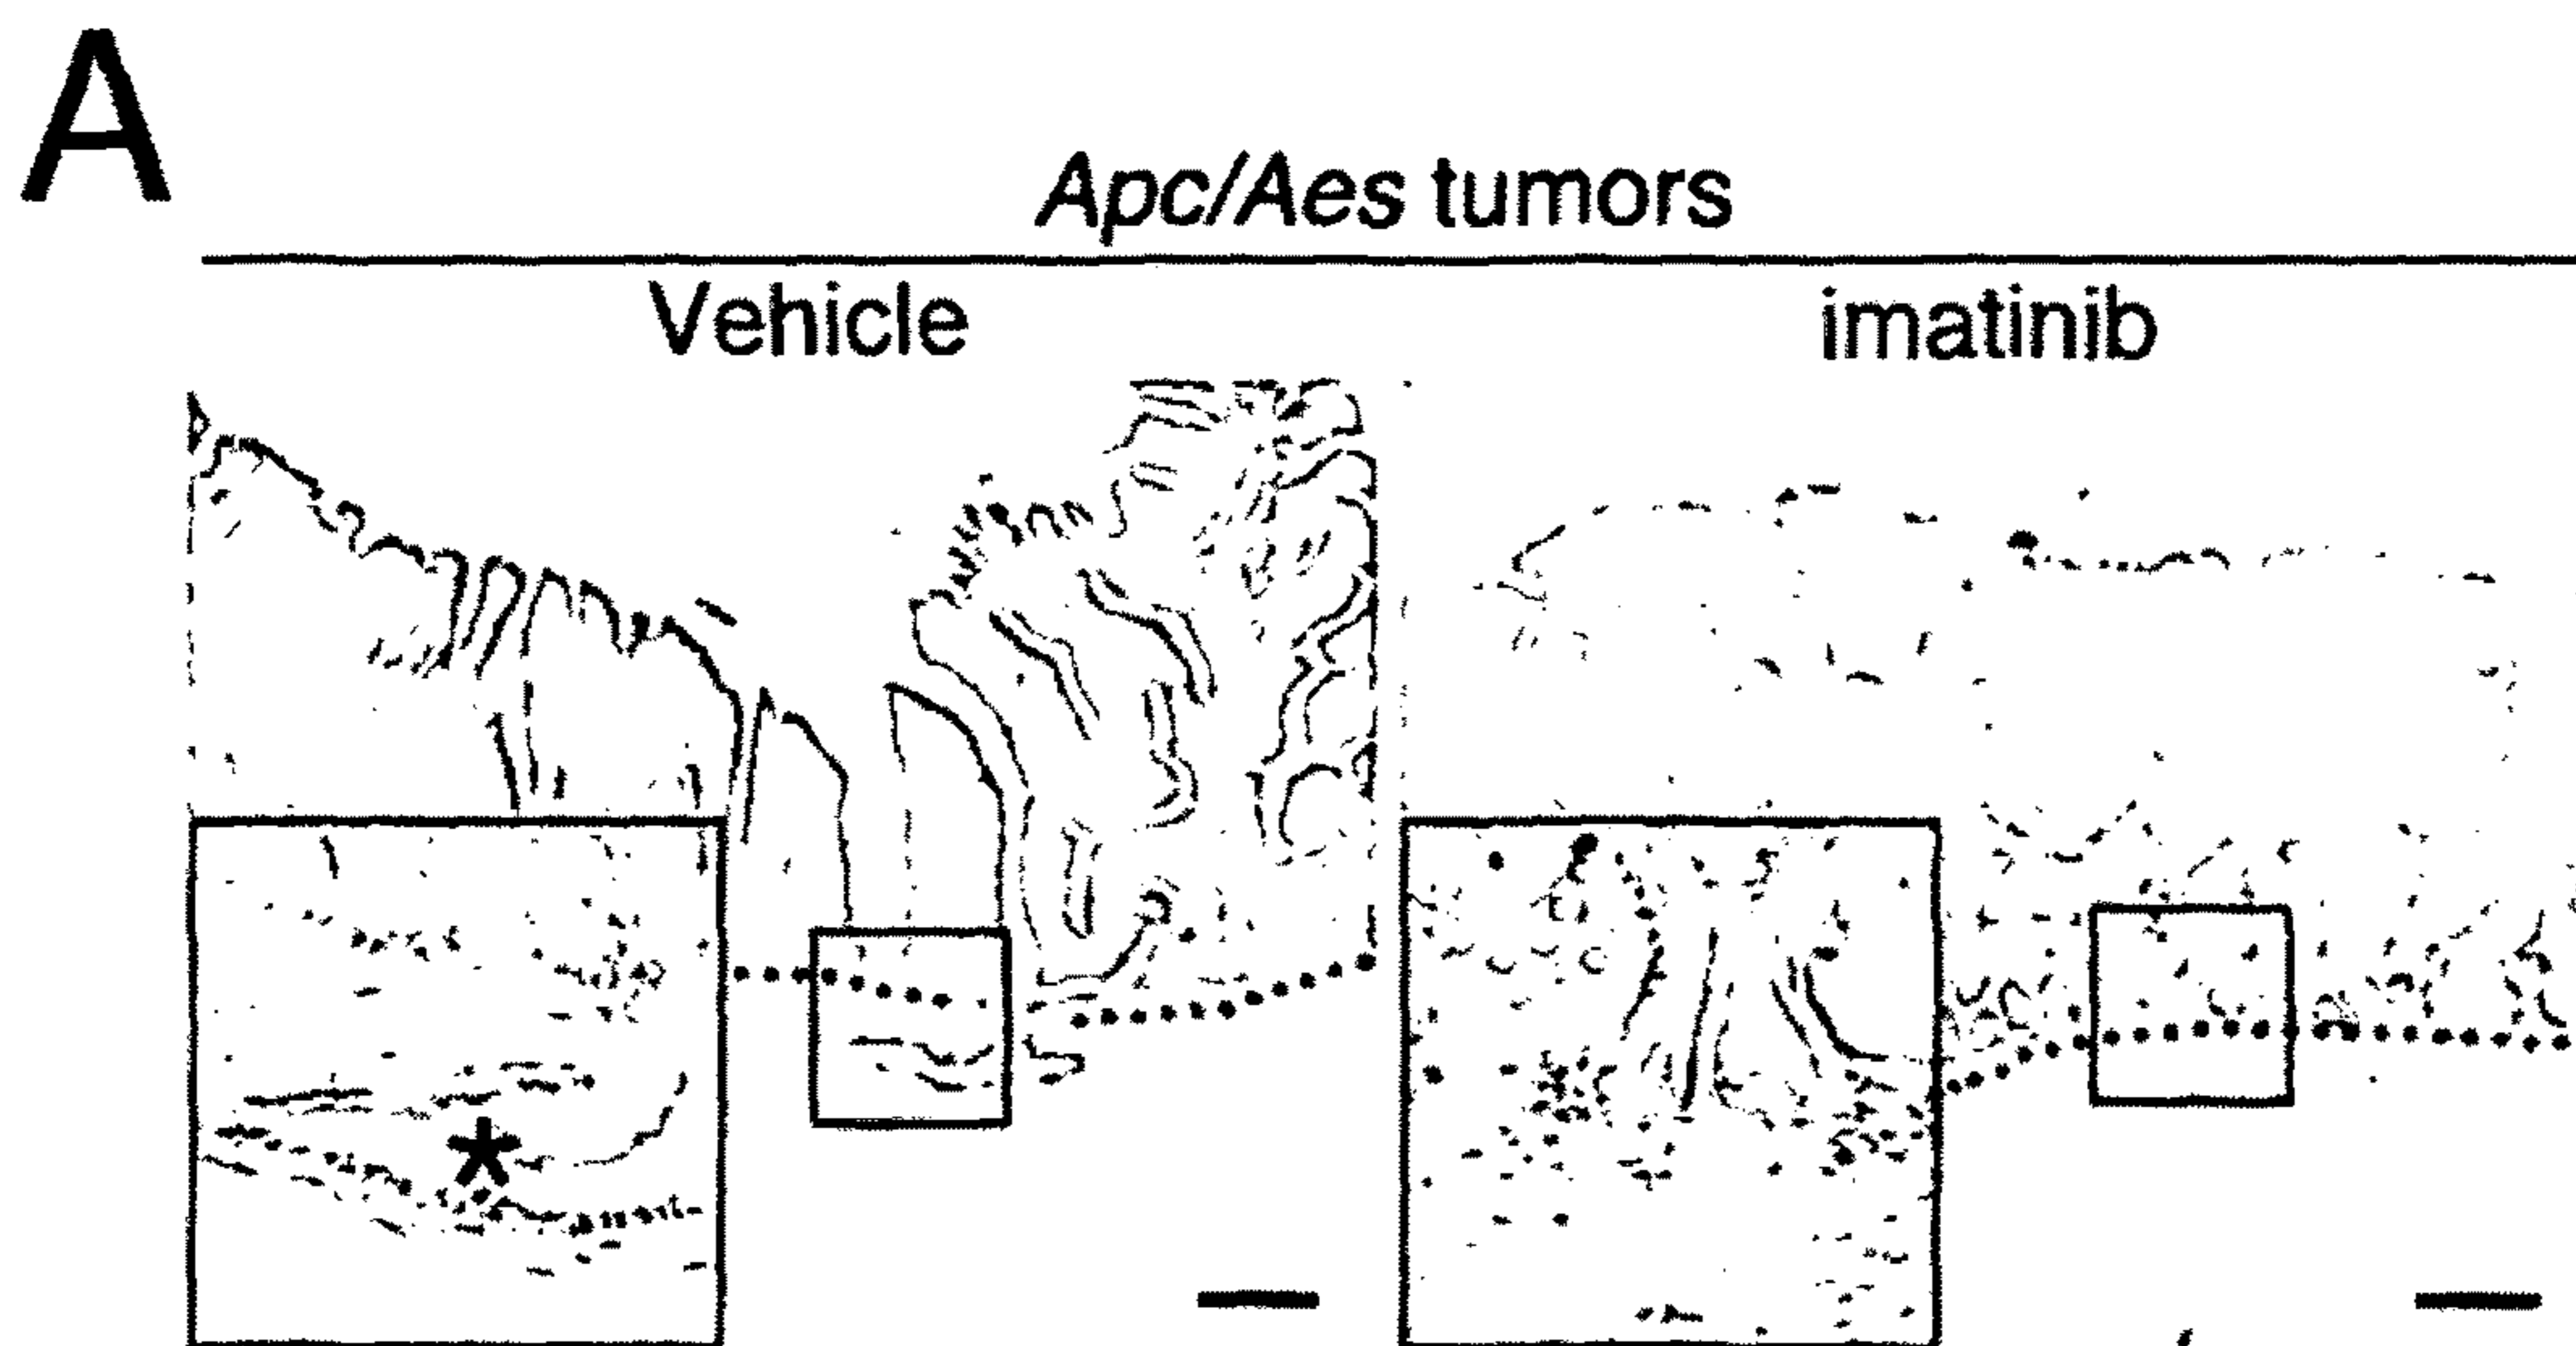 A
Apc/Aes tumors
Vehicle
imatinib
*